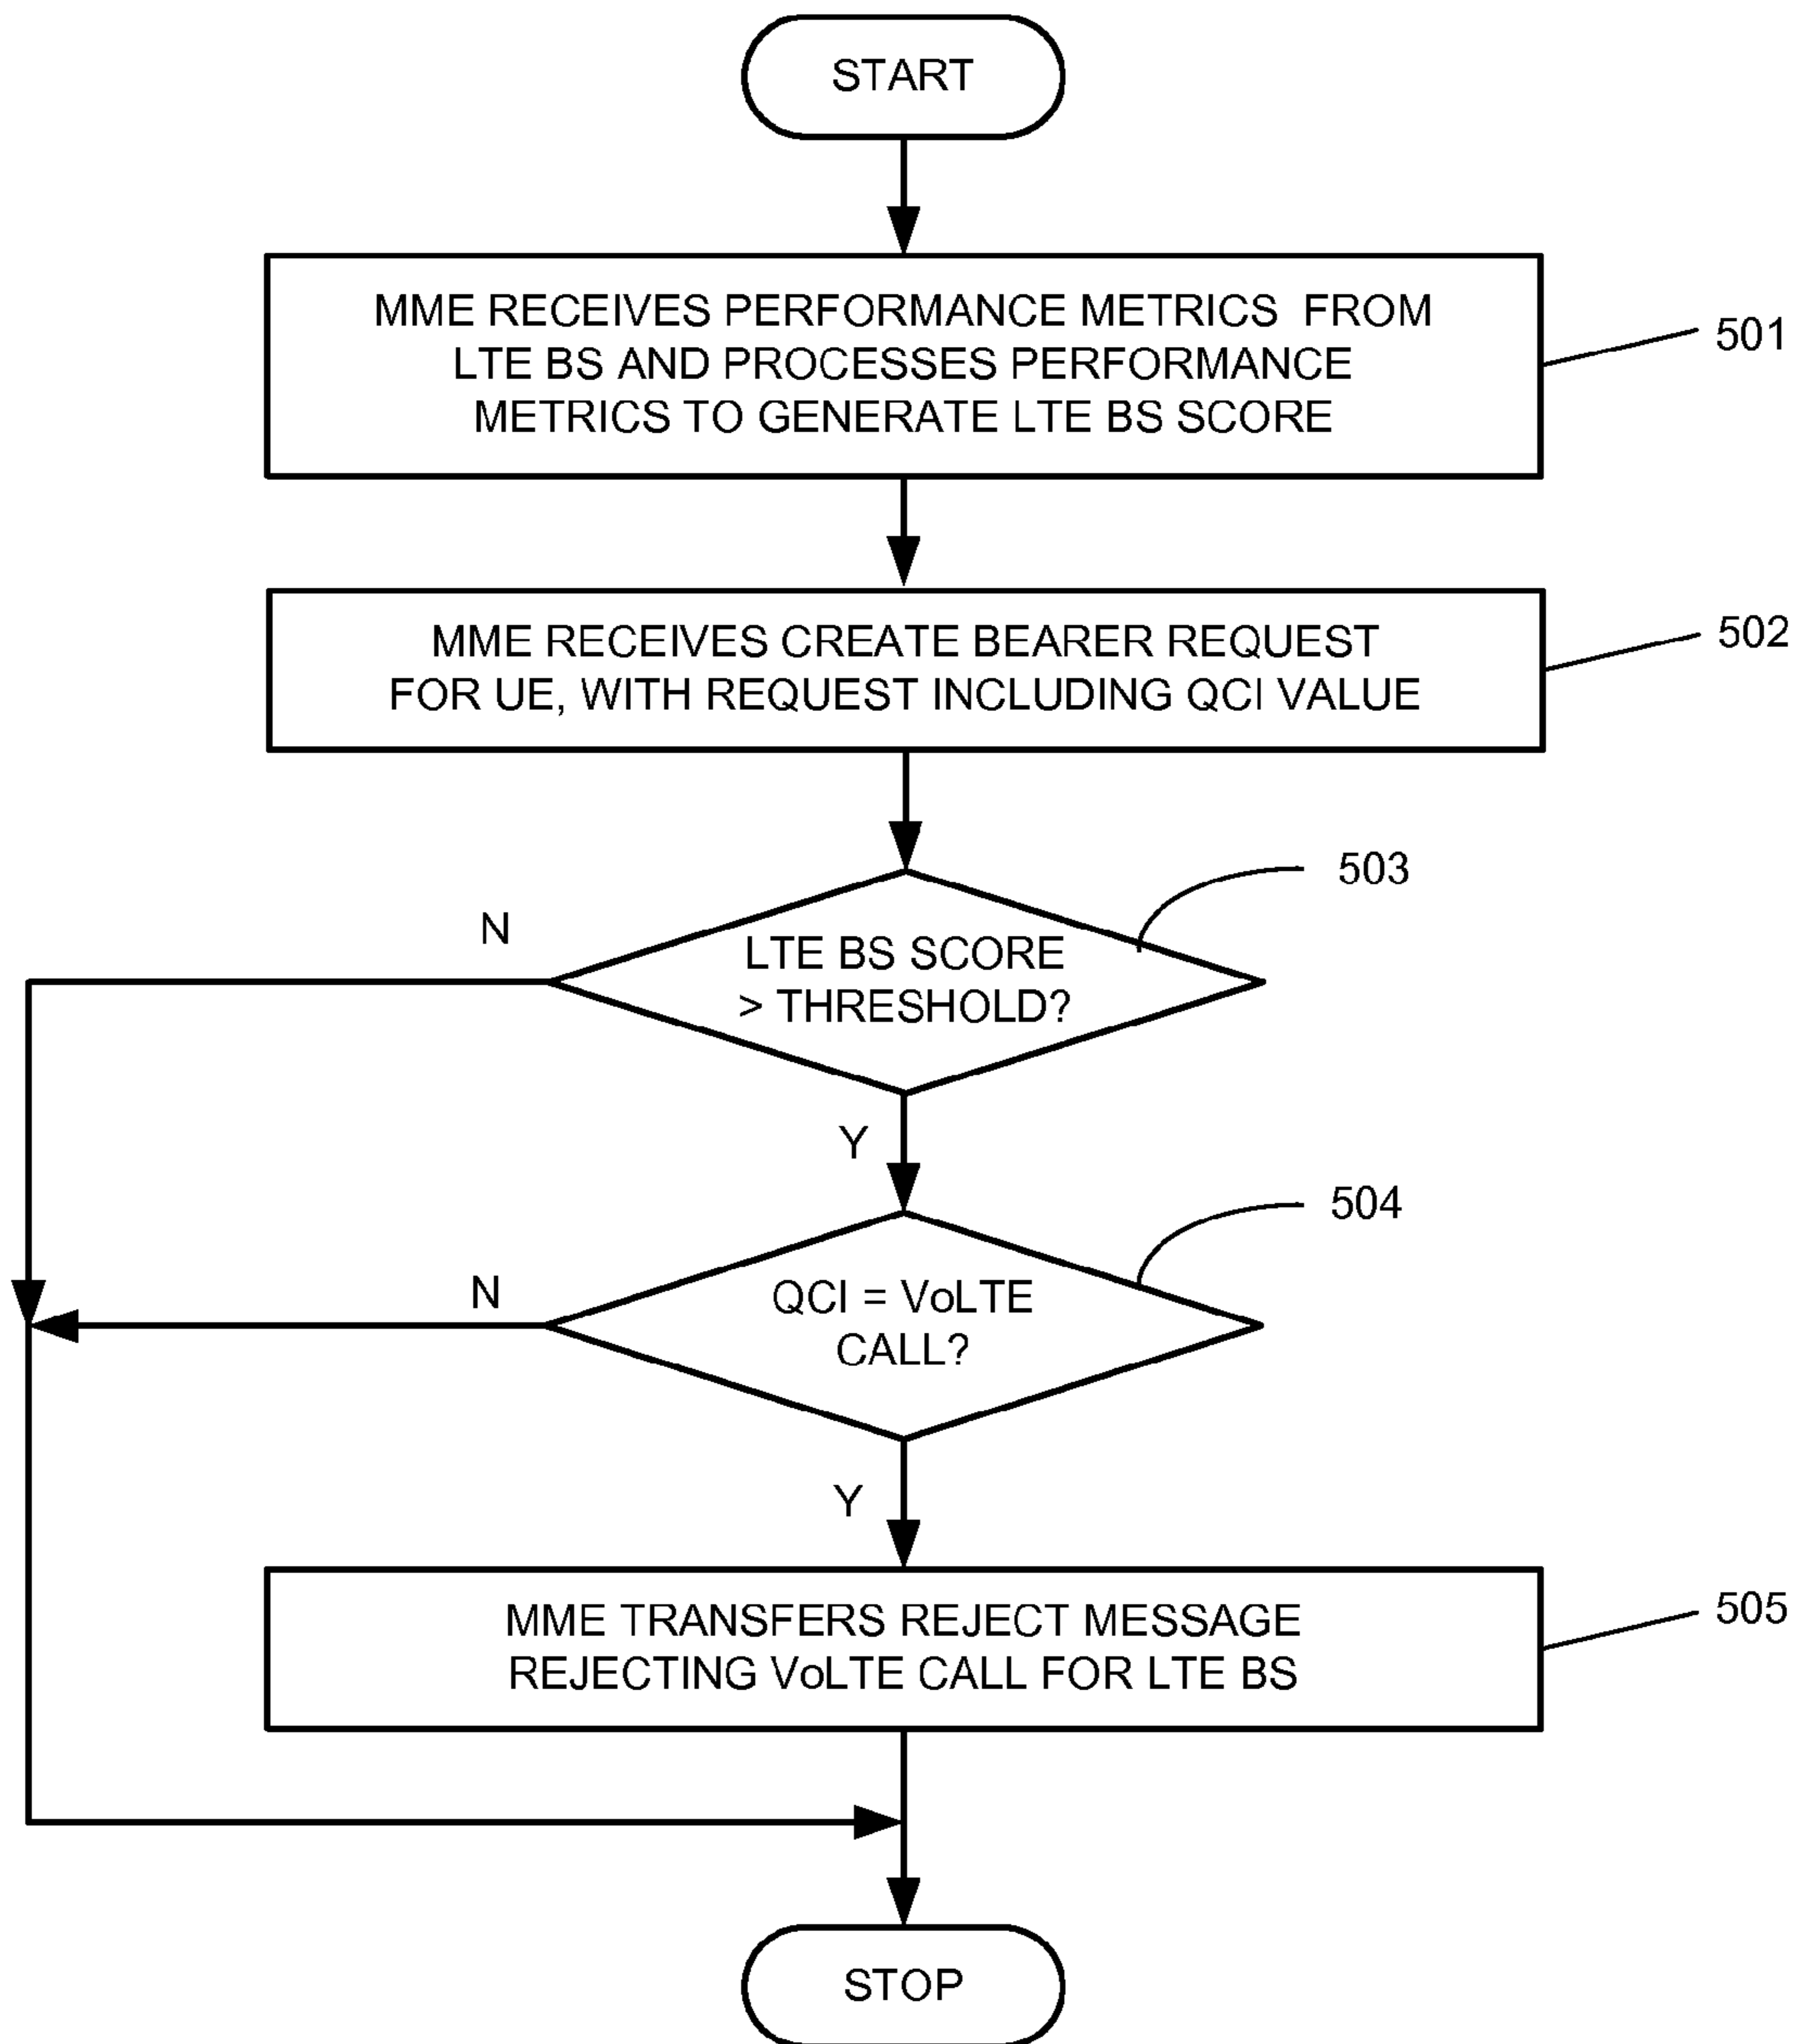 START
MME RECEIVES PERFORMANCE METRICS FROM
LTE BS AND PROCESSES PERFORMANCE
METRICS TO GENERATE LTE BS SCORE
501
MME RECEIVES CREATE BEARER REQUEST
FOR UE, WITH REQUEST INCLUDING QCI VALUE
502
503
N
LTE BS SCORE
> THRESHOLD?
Y
504
N
QCI = VoLTE
CALL?
Y
MME TRANSFERS REJECT MESSAGE
REJECTING VoLTE CALL FOR LTE BS
505
STOP